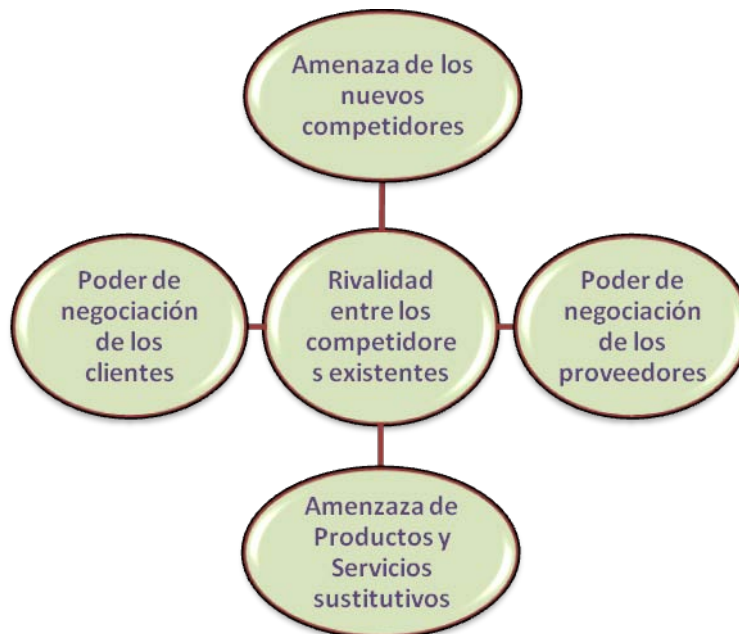 Amenaza de los
nuevos
competidores
Poder de
negociación
de los
clientes
Rivalidad
entre los
competidore
s existentes
Poder de
negociación
de los
proveedores
Amenzaza de
Productos y
Servicios
sustitutivos